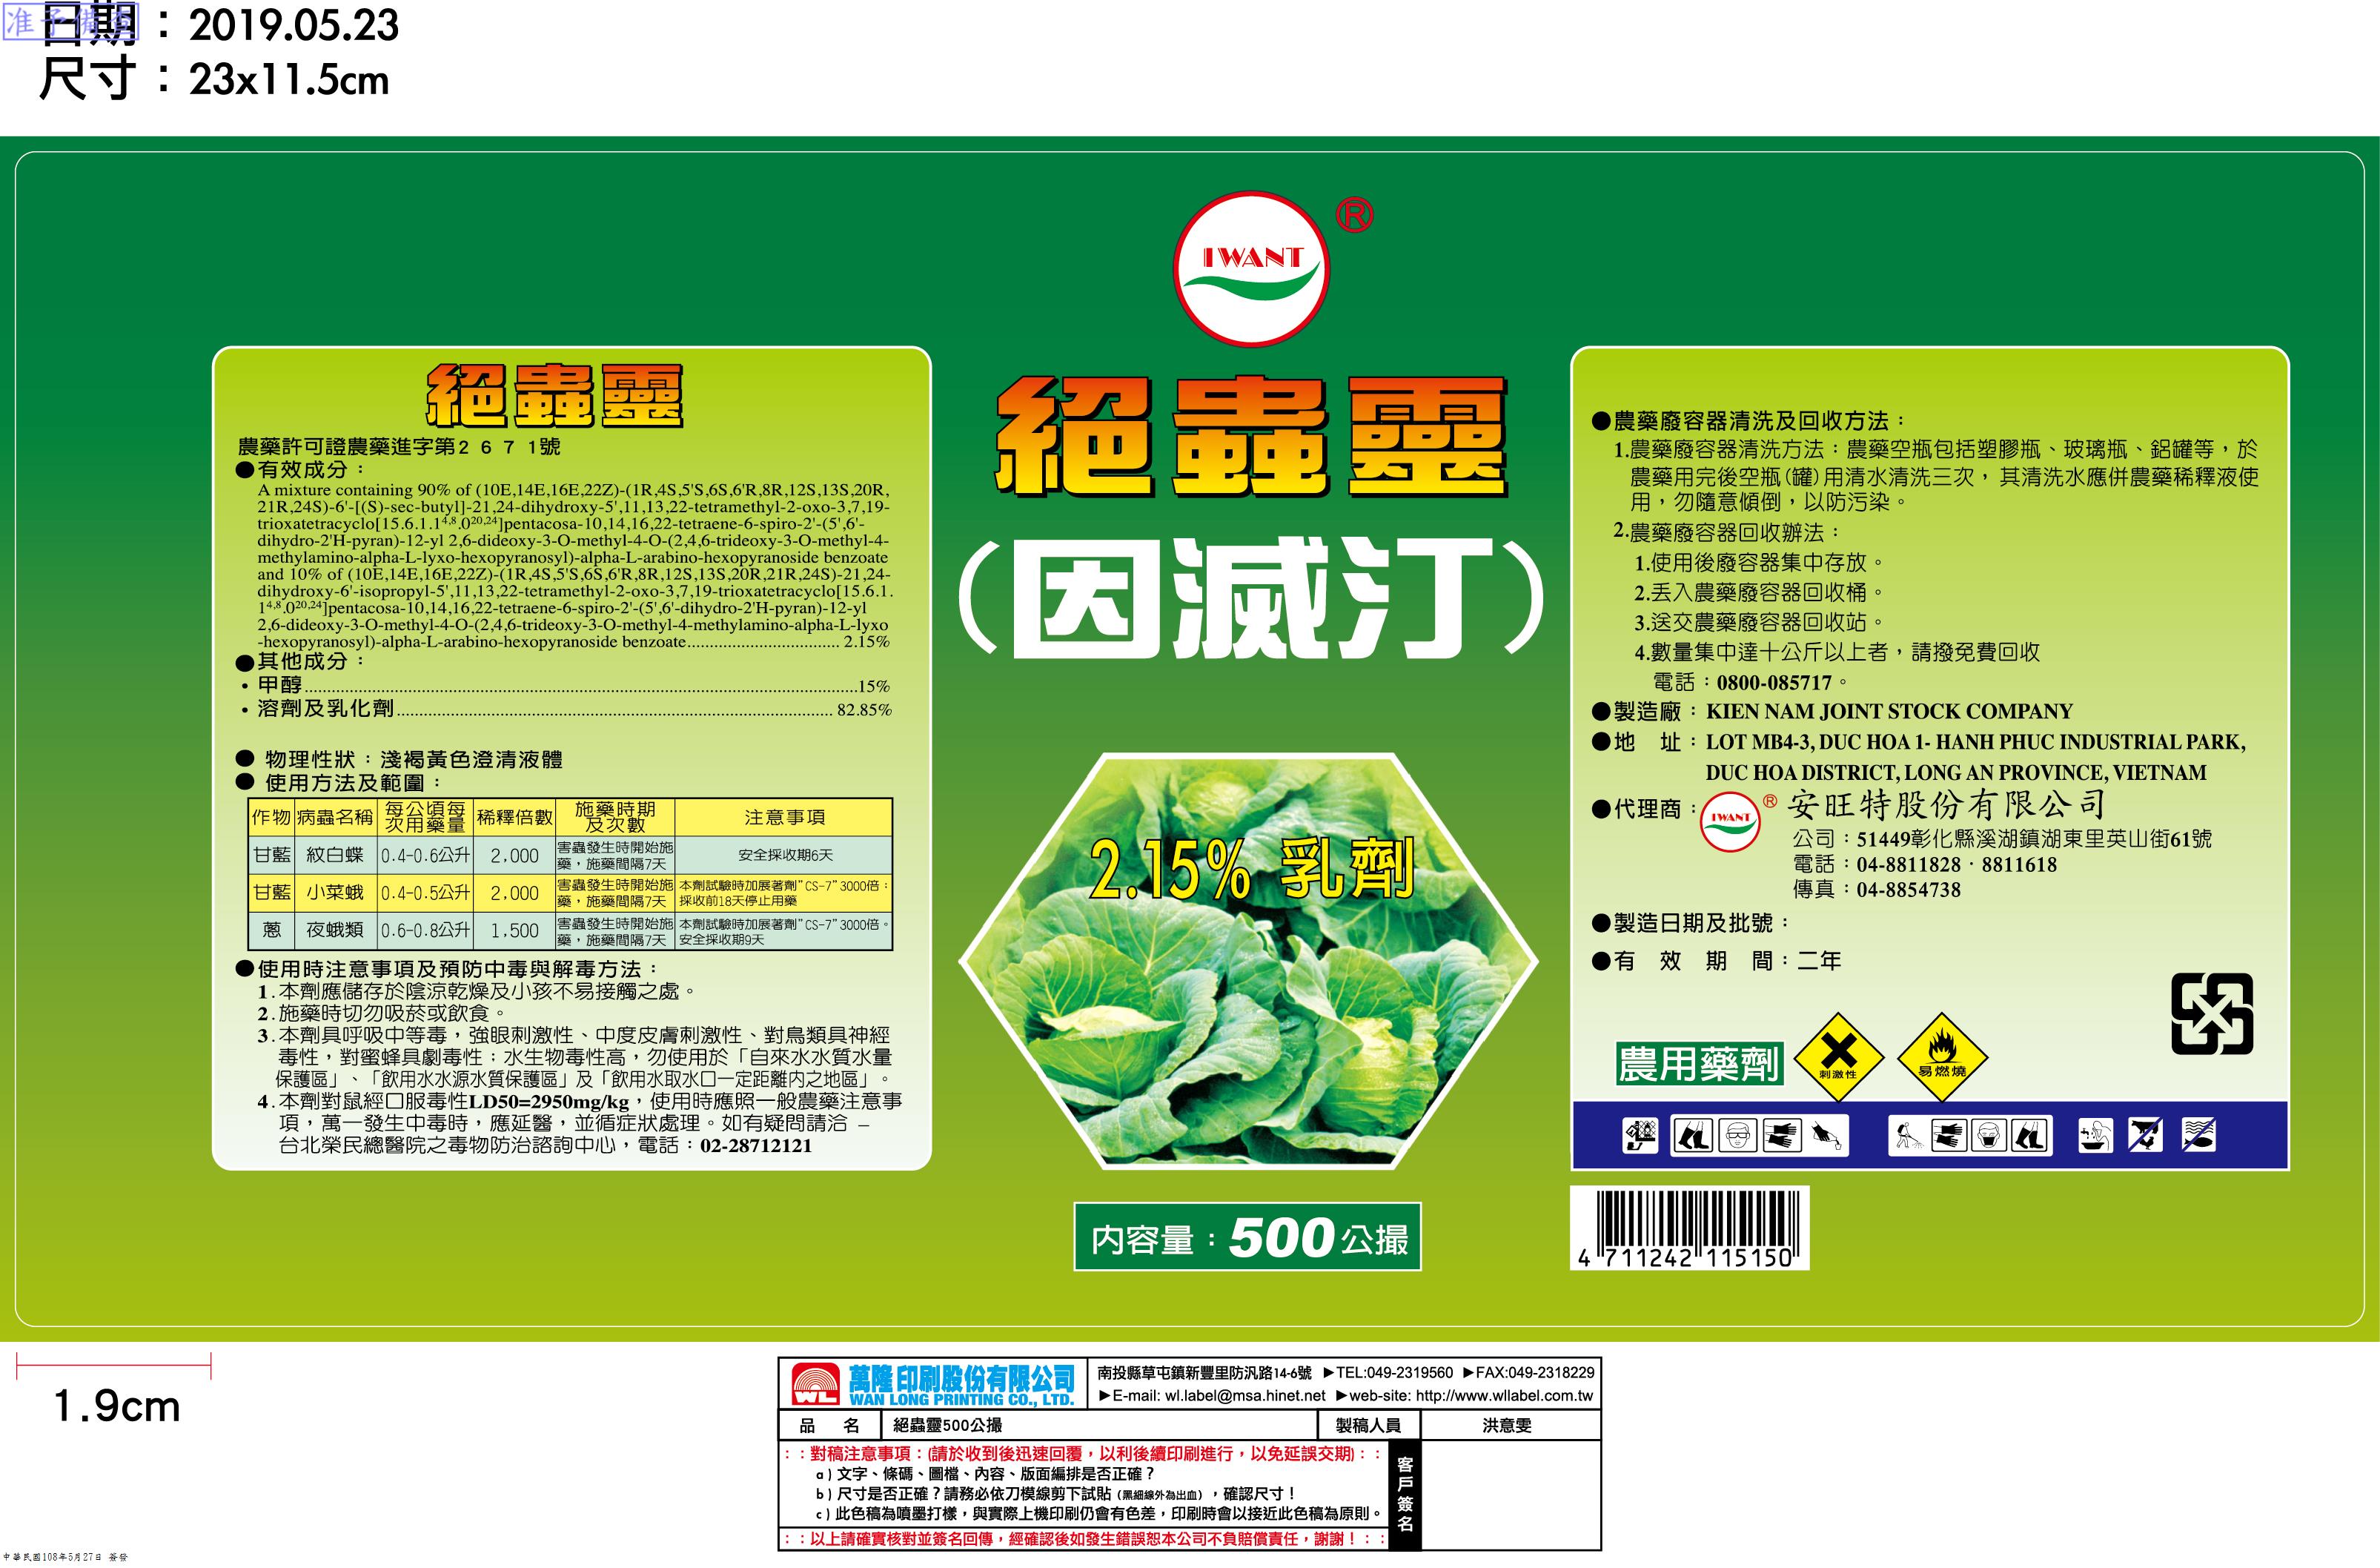 准予備查
日期：2019.05.23
尺寸：23x11.5cm
IWANT
®
絕蟲靈
(因滅汀)
2.15% 乳劑
內容量：500公撮
絕蟲靈
農藥許可證農藥進字第2671號
●有效成分：
A mixture containing 90% of (10E,14E,16E,22Z)-(1R,4S,5'S,6S,6'R,8R,12S,13S,20R,
21R,24S)-6'-[(S)-sec-butyl]-21,24-dihydroxy-5',11,13,22-tetramethyl-2-oxo-3,7,19-
trioxatetracyclo[15.6.1.1⁴,⁸.0²⁰,²⁴]pentacosa-10,14,16,22-tetraene-6-spiro-2'-(5',6'-
dihydro-2'H-pyran)-12-yl 2,6-dideoxy-3-O-methyl-4-O-(2,4,6-trideoxy-3-O-methyl-4-
methylamino-alpha-L-lyxo-hexopyranosyl)-alpha-L-arabino-hexopyranoside benzoate
and 10% of (10E,14E,16E,22Z)-(1R,4S,5'S,6S,6'R,8R,12S,13S,20R,21R,24S)-21,24-
dihydroxy-6'-isopropyl-5',11,13,22-tetramethyl-2-oxo-3,7,19-trioxatetracyclo[15.6.1.
1⁴,⁸.0²⁰,²⁴]pentacosa-10,14,16,22-tetraene-6-spiro-2'-(5',6'-dihydro-2'H-pyran)-12-yl
2,6-dideoxy-3-O-methyl-4-O-(2,4,6-trideoxy-3-O-methyl-4-methylamino-alpha-L-lyxo
-hexopyranosyl)-alpha-L-arabino-hexopyranoside benzoate................................. 2.15%
●其他成分：
・甲醇...........................15%
・溶劑及乳化劑........................... 82.85%
● 物理性狀：淺褐黃色澄清液體
● 使用方法及範圍：
作物 病蟲名稱 每公頃每次用藥量 稀釋倍數 施藥時期及次數 注意事項
甘藍 紋白蝶 0.4-0.6公升 2,000 害蟲發生時開始施藥，施藥間隔7天 安全採收期6天
甘藍 小菜蛾 0.4-0.5公升 2,000 害蟲發生時開始施藥，施藥間隔7天 本劑試驗時加展著劑"CS-7"3000倍；採收前18天停止用藥
蔥 夜蛾類 0.6-0.8公升 1,500 害蟲發生時開始施藥，施藥間隔7天 本劑試驗時加展著劑"CS-7"3000倍。安全採收期9天
●使用時注意事項及預防中毒與解毒方法：
1.本劑應儲存於陰涼乾燥及小孩不易接觸之處。
2.施藥時切勿吸菸或飲食。
3.本劑具呼吸中等毒，強眼刺激性、中度皮膚刺激性、對鳥類具神經
毒性，對蜜蜂具劇毒性；水生物毒性高，勿使用於「自來水水質水量
保護區」、「飲用水水源水質保護區」及「飲用水取水口一定距離內之地區」。
4.本劑對鼠經口服毒性LD50=2950mg/kg，使用時應照一般農藥注意事
項，萬一發生中毒時，應延醫，並循症狀處理。如有疑問請洽 –
台北榮民總醫院之毒物防治諮詢中心，電話：02-28712121
●農藥廢容器清洗及回收方法：
1.農藥廢容器清洗方法：農藥空瓶包括塑膠瓶、玻璃瓶、鋁罐等，於
農藥用完後空瓶(罐)用清水清洗三次，其清洗水應併農藥稀釋液使
用，勿隨意傾倒，以防污染。
2.農藥廢容器回收辦法：
1.使用後廢容器集中存放。
2.丟入農藥廢容器回收桶。
3.送交農藥廢容器回收站。
4.數量集中達十公斤以上者，請撥免費回收
電話：0800-085717。
●製造廠：KIEN NAM JOINT STOCK COMPANY
●地　址：LOT MB4-3, DUC HOA 1- HANH PHUC INDUSTRIAL PARK,
DUC HOA DISTRICT, LONG AN PROVINCE, VIETNAM
●代理商：IWANT ® 安旺特股份有限公司
公司：51449彰化縣溪湖鎮湖東里英山街61號
電話：04-8811828．8811618
傳真：04-8854738
●製造日期及批號：
●有　效　期　間：二年
農用藥劑
刺激性
易燃燒
4 711242 115150
1.9cm
WL 萬隆印刷股份有限公司
WAN LONG PRINTING CO., LTD.
南投縣草屯鎮新豐里防汎路14-6號 ▶TEL:049-2319560 ▶FAX:049-2318229
▶E-mail: wl.label@msa.hinet.net ▶web-site: http://www.wllabel.com.tw
品　名 絕蟲靈500公撮 製稿人員 洪意雯
：：對稿注意事項：(請於收到後迅速回覆，以利後續印刷進行，以免延誤交期)：：
a）文字、條碼、圖檔、內容、版面編排是否正確？
b）尺寸是否正確？請務必依刀模線剪下試貼（黑細線外為出血），確認尺寸！
c）此色稿為噴墨打樣，與實際上機印刷仍會有色差，印刷時會以接近此色稿為原則。
：：以上請確實核對並簽名回傳，經確認後如發生錯誤恕本公司不負賠償責任，謝謝！：：
客戶簽名
中華民國108年5月27日 簽發